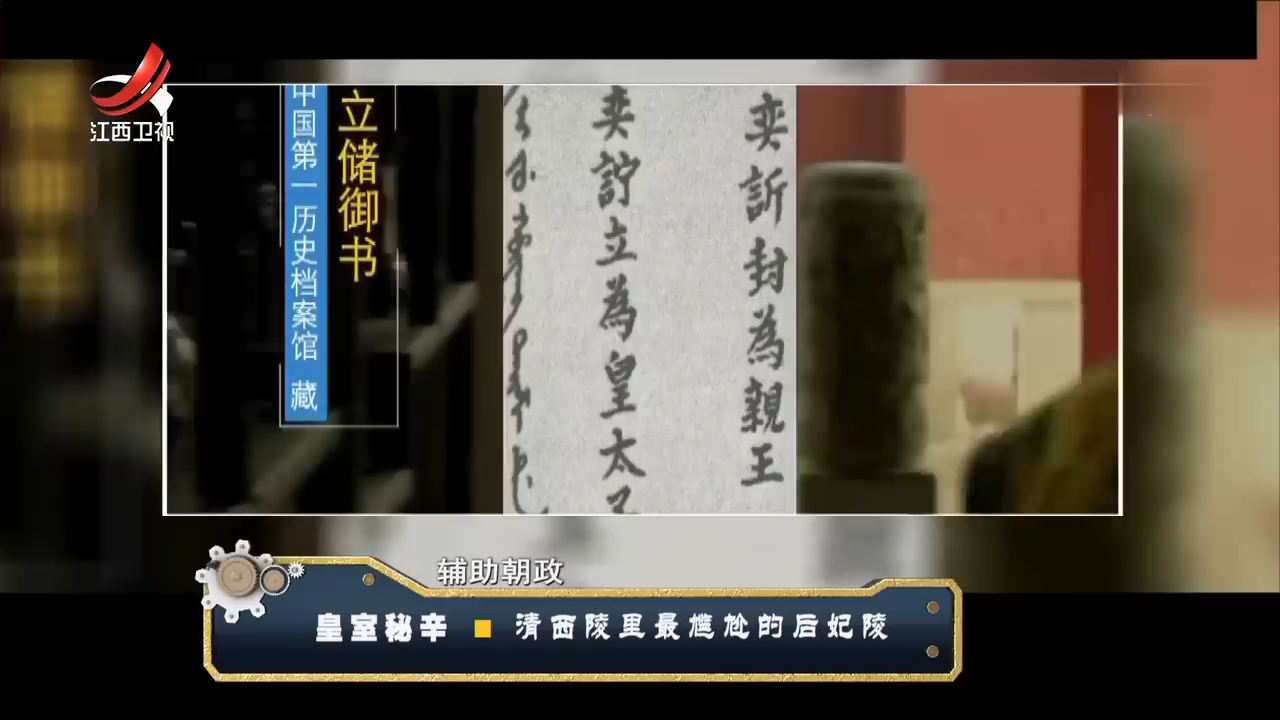 江西卫视
立储御书
中国第一历史档案馆 藏
奕訢封為親王
奕詝立為皇太子
辅助朝政
皇室秘辛 清西陵里最尴尬的后妃陵